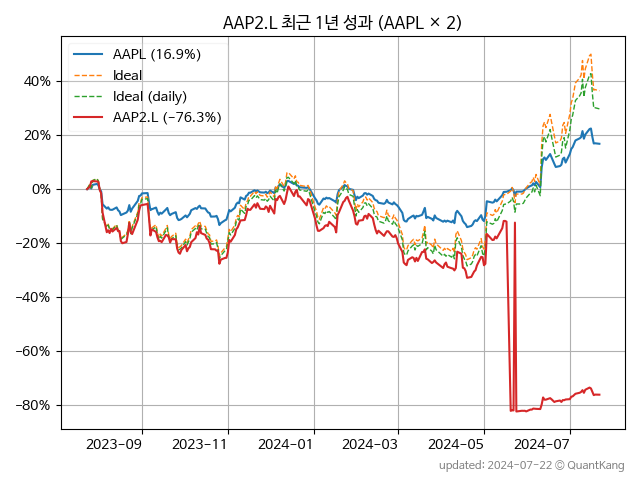 AAP2.L 최근 1년 성과 (AAPL × 2)
AAPL (16.9%)
Ideal
Ideal (daily)
AAP2.L (−76.3%)
40%
20%
0%
−20%
−40%
−60%
−80%
2023-09 2023-11 2024-01 2024-03 2024-05 2024-07
updated: 2024-07-22 © QuantKang